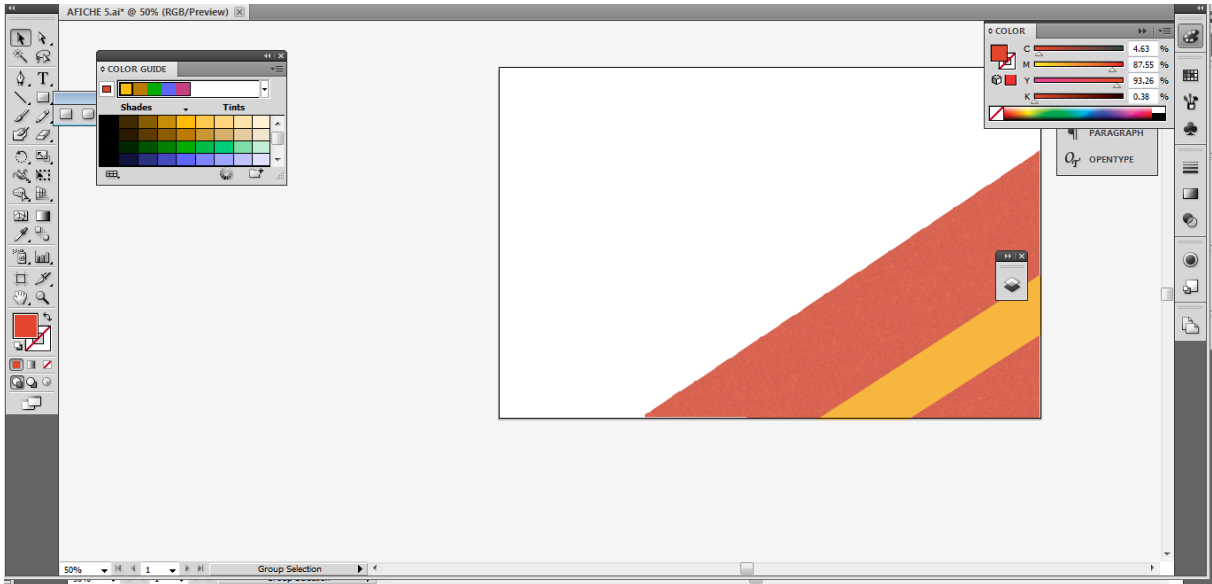 AFICHE 5.ai* @ 50% (RGB/Preview)
COLOR GUIDE
Shades Tints
COLOR
C 4.63 %
M 87.55 %
Y 93.26 %
K 0.38 %
PARAGRAPH
OPENTYPE
T
50% 1 Group Selection